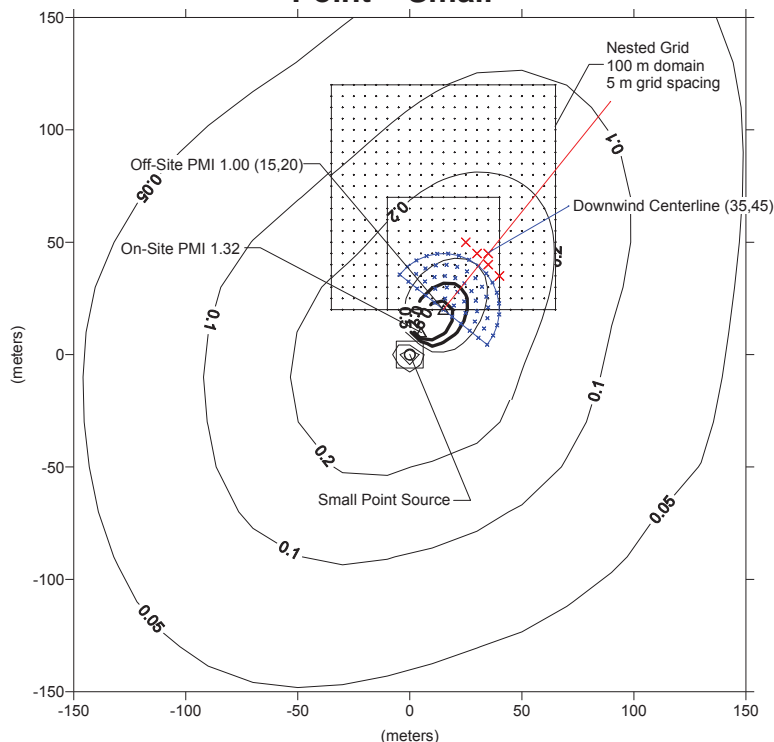 150
100
50
0
-50
-100
-150
(meters)
-150
-100
-50
0
50
100
150
(meters)
Nested Grid
100 m domain
5 m grid spacing
Off-Site PMI 1.00 (15,20)
Downwind Centerline (35,45)
On-Site PMI 1.32
Small Point Source
0.05
0.1
0.2
0.1
0.5
0.1
0.2
0.1
0.05
0.1
0.05